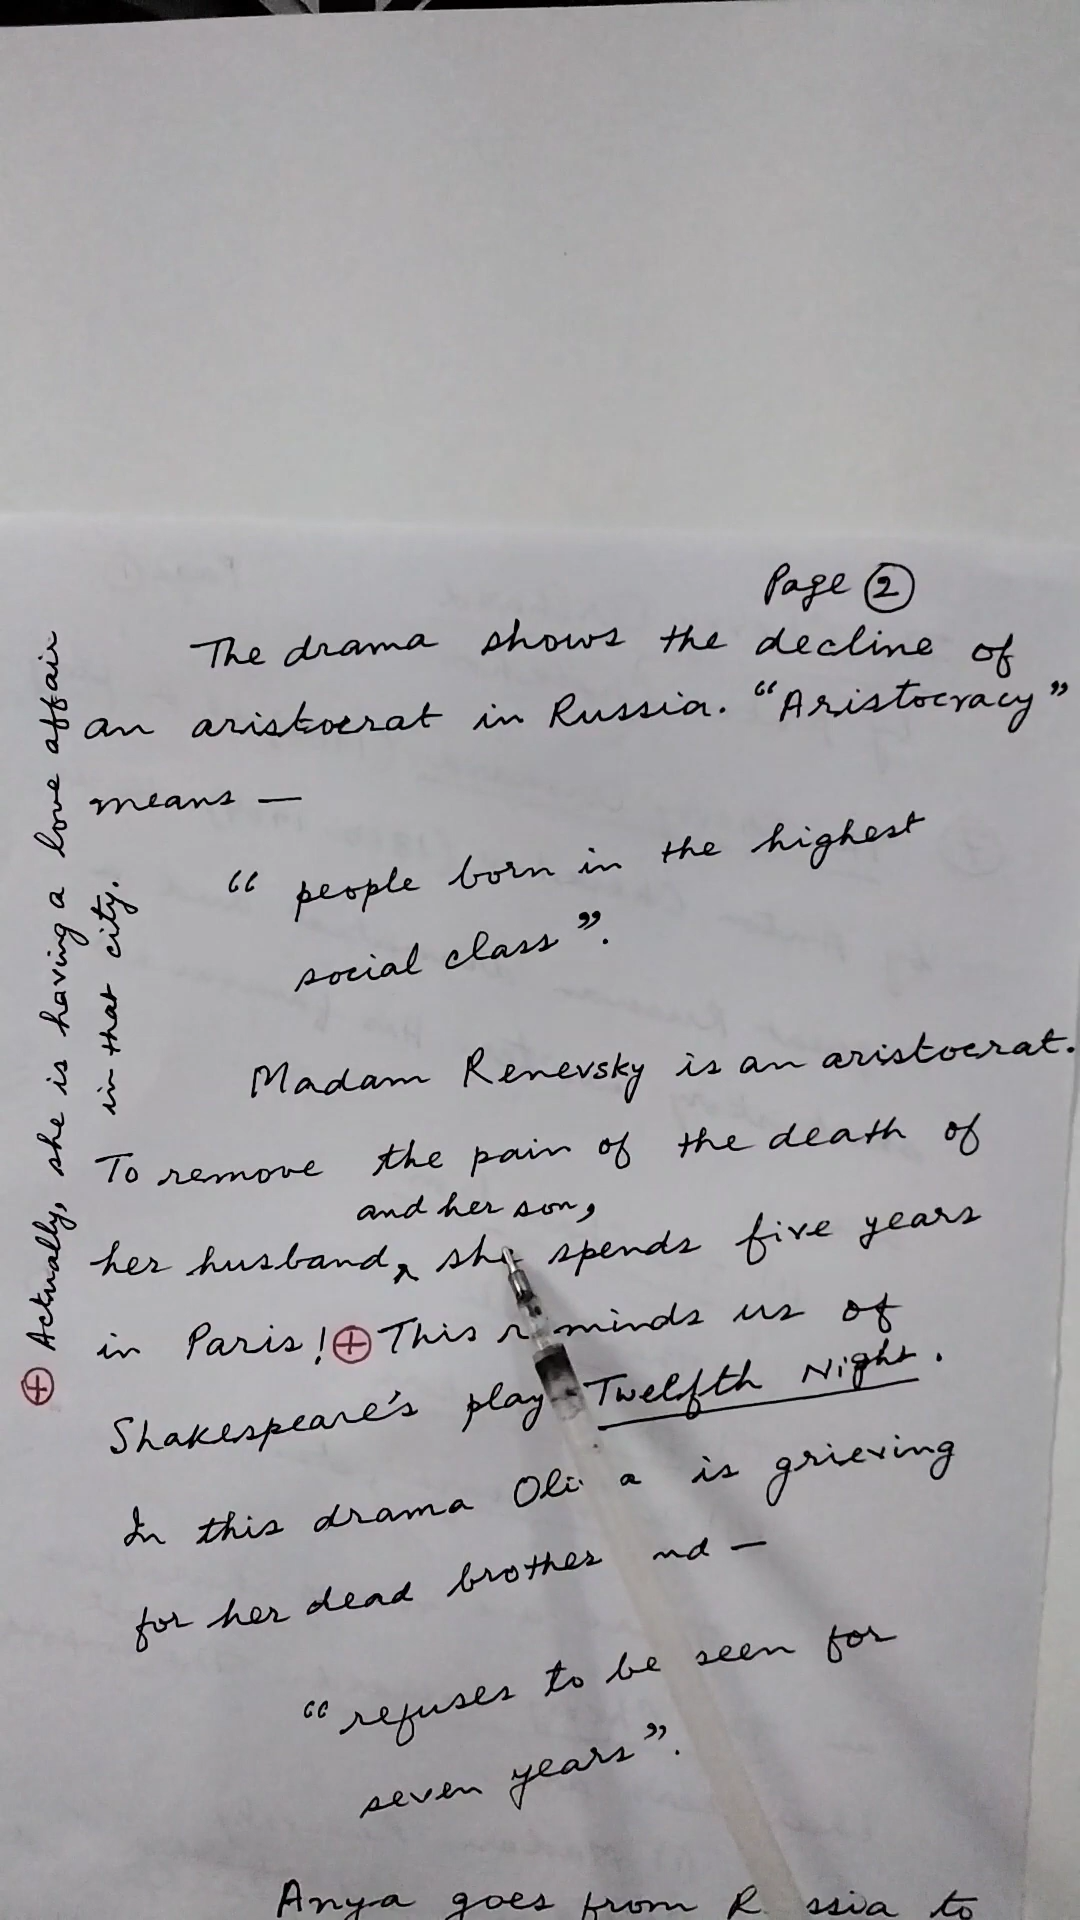 Page 2
The drama shows the decline of
an aristocrat in Russia. "Aristocracy"
means —
"people born in the highest
social class".
Madam Renevsky is an aristocrat.
To remove the pain of the death of
and her son,
her husband, she spends five years
in Paris! ⊕ This reminds us of
Shakespeare's play Twelfth Night.
In this drama Olivia is grieving
for her dead brother and —
"refuses to be seen for
seven years".
Anya goes from Russia to
⊕ Actually, she is having a love affair
in that city.